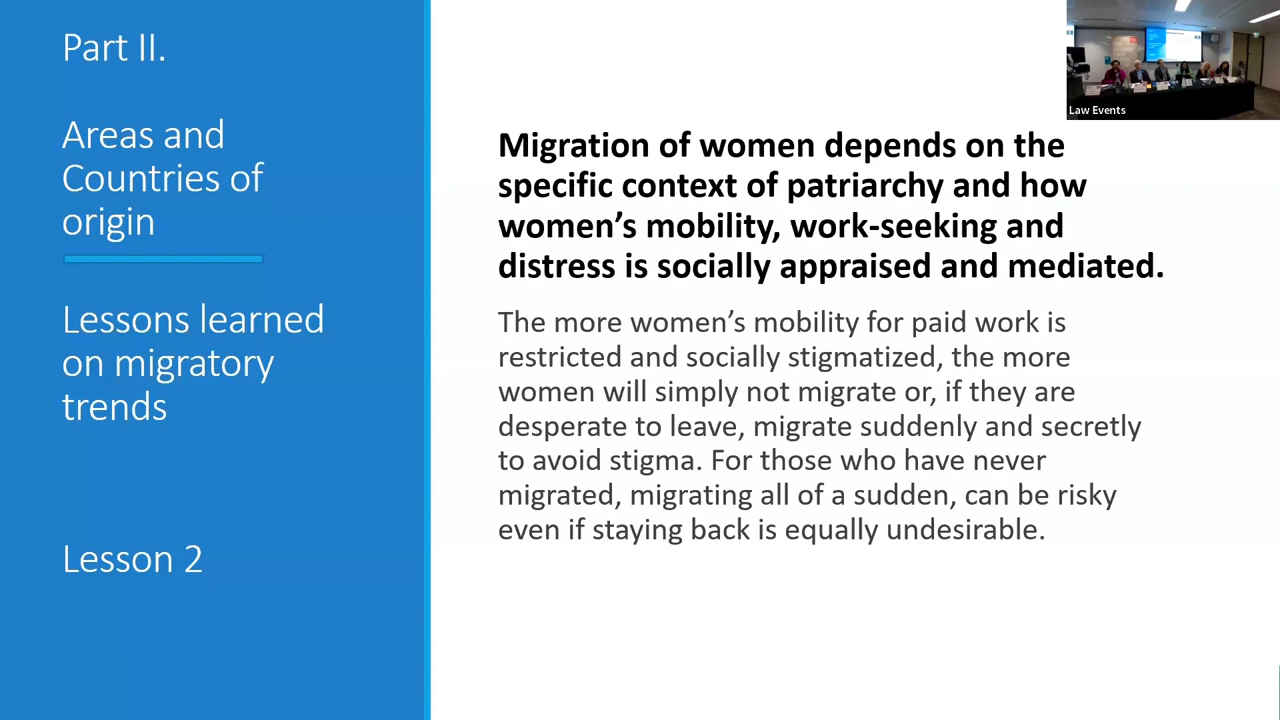 Part II.
Areas and
Countries of
origin
Lessons learned
on migratory
trends
Lesson 2
Migration of women depends on the
specific context of patriarchy and how
women’s mobility, work-seeking and
distress is socially appraised and mediated.
The more women’s mobility for paid work is
restricted and socially stigmatized, the more
women will simply not migrate or, if they are
desperate to leave, migrate suddenly and secretly
to avoid stigma. For those who have never
migrated, migrating all of a sudden, can be risky
even if staying back is equally undesirable.
Law Events